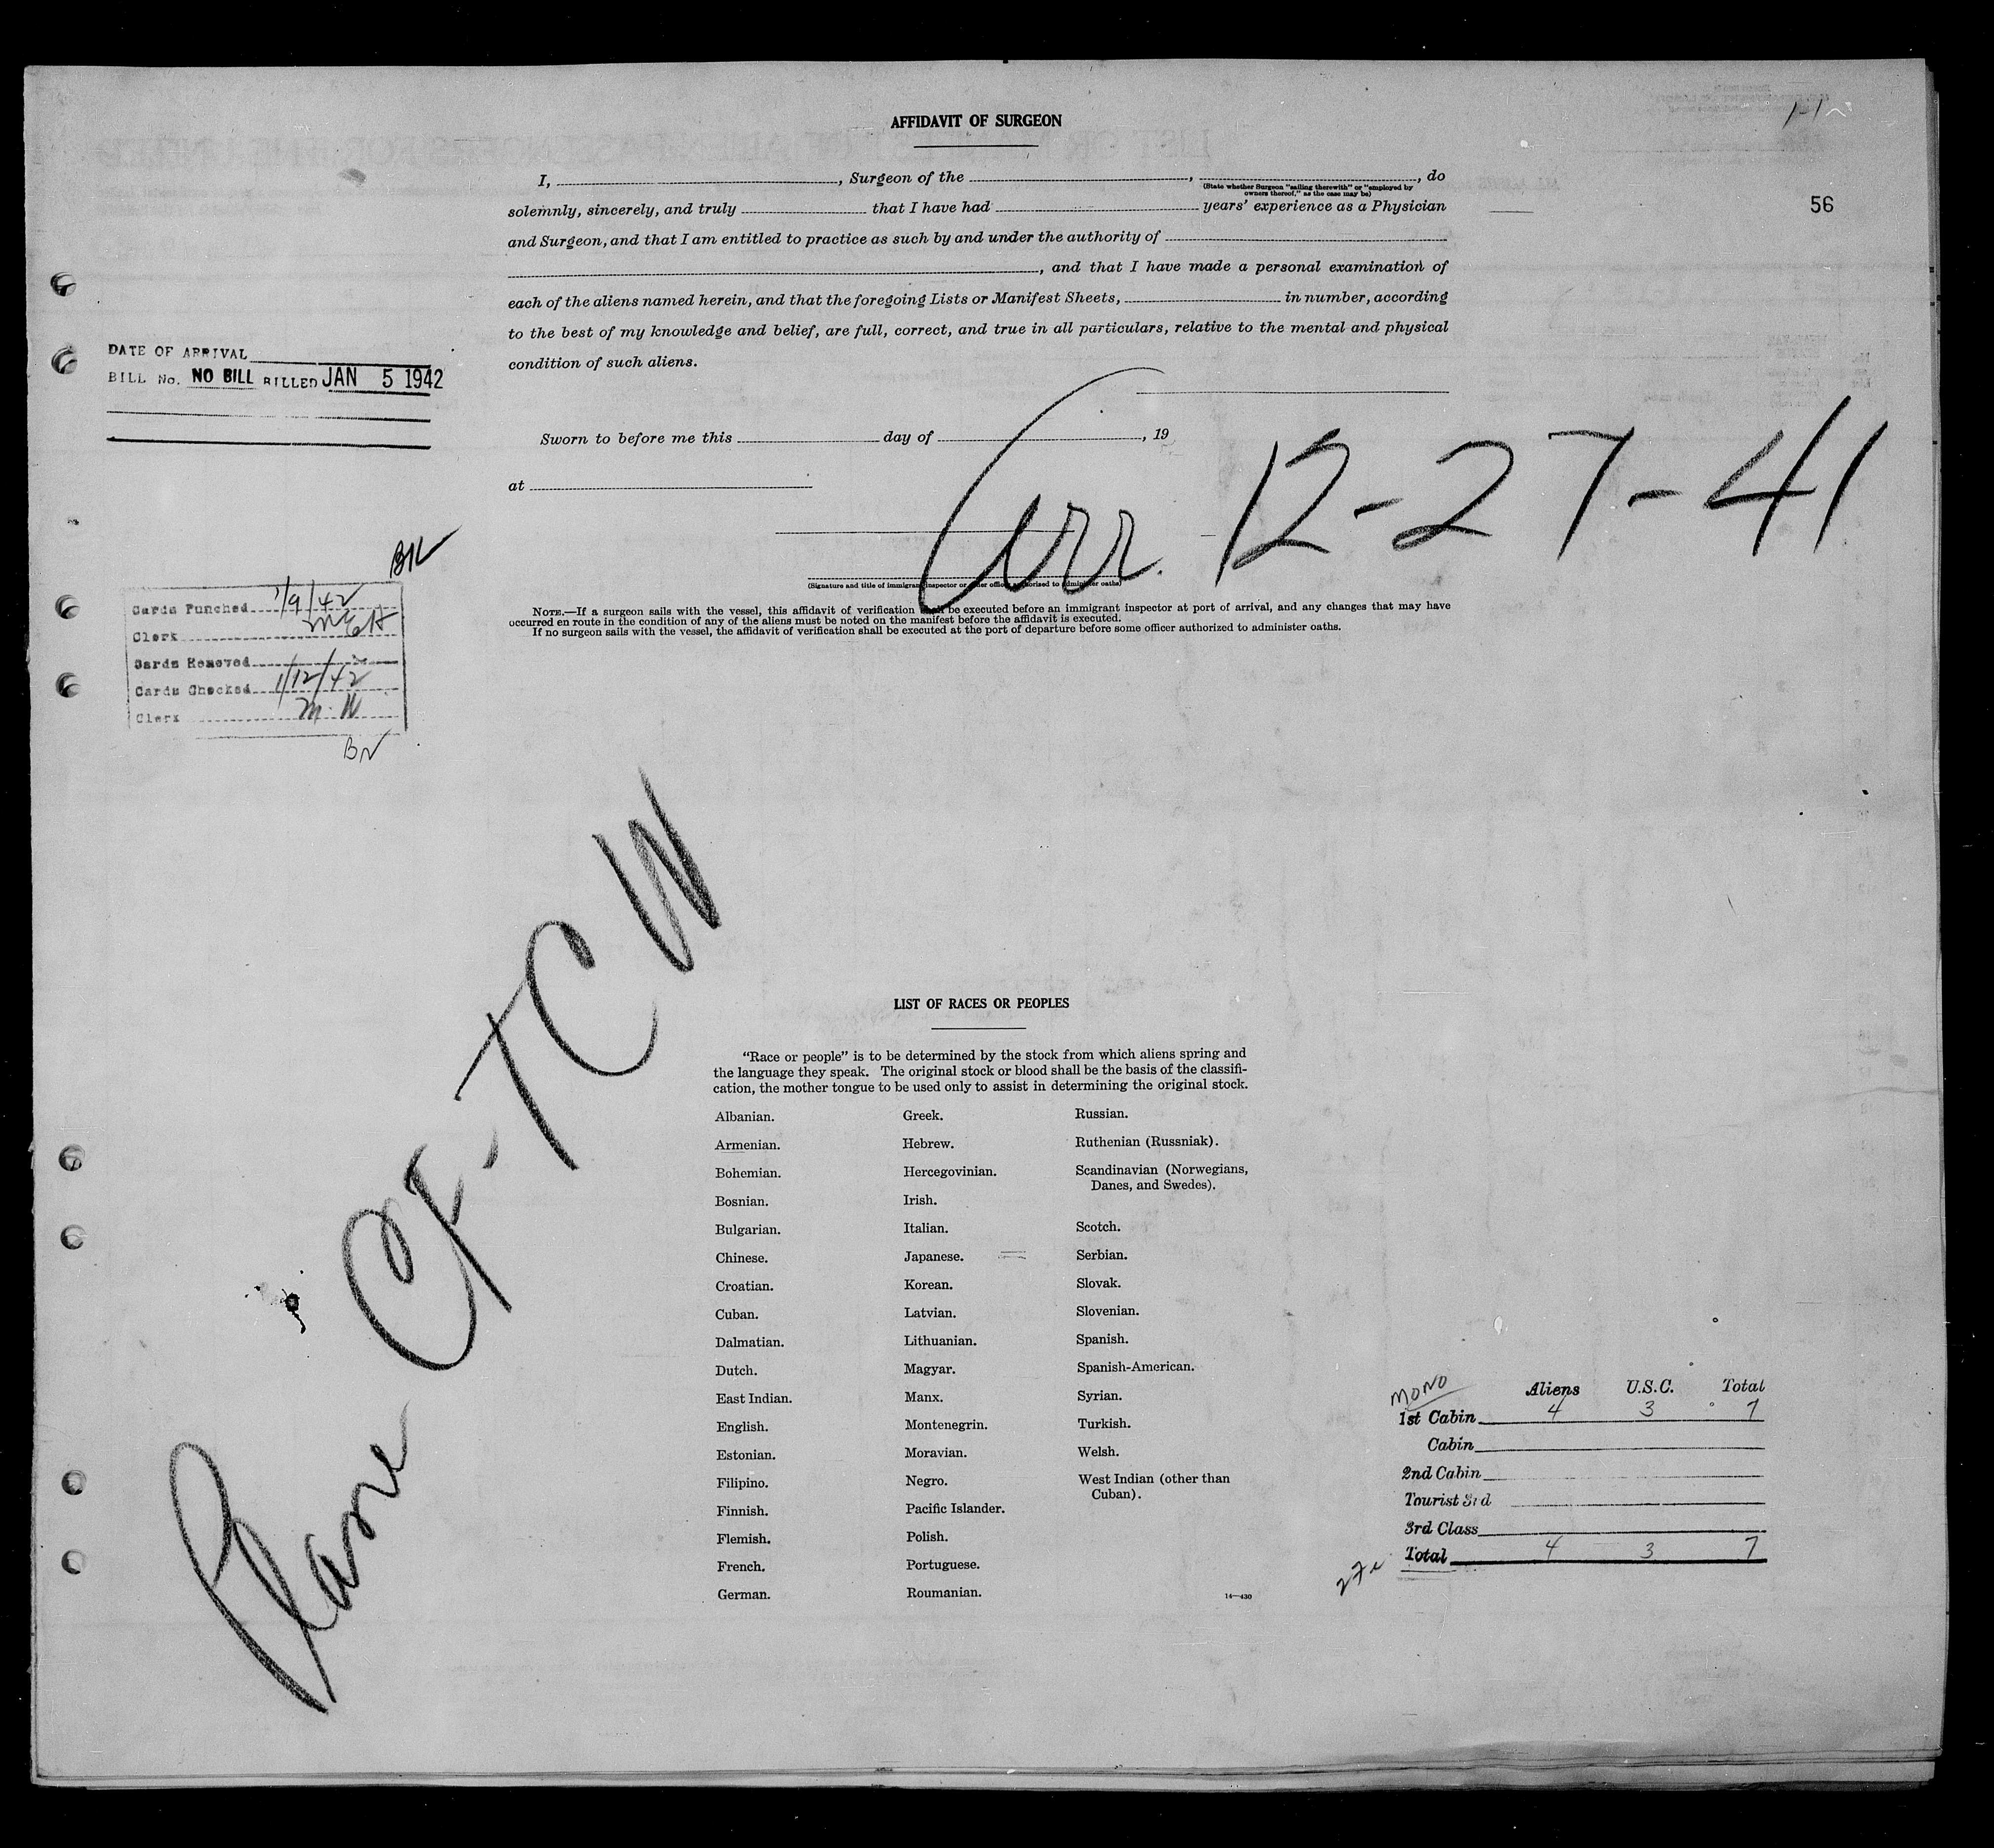 AFFIDAVIT OF SURGEON
I, , Surgeon of the , , do
(State whether Surgeon "sailing therewith" or "employed by
owners thereof," as the case may be)
solemnly, sincerely, and truly that I have had years' experience as a Physician
56
and Surgeon, and that I am entitled to practice as such by and under the authority of
, and that I have made a personal examination of
each of the aliens named herein, and that the foregoing Lists or Manifest Sheets, in number, according
to the best of my knowledge and belief, are full, correct, and true in all particulars, relative to the mental and physical
condition of such aliens.
DATE OF ARRIVAL
BILL No. NO BILL BILLED JAN 5 1942
Sworn to before me this day of , 19
at
Arr. 12-27-41
(Signature and title of immigrant inspector or other officer authorized to administer oaths)
NOTE.—If a surgeon sails with the vessel, this affidavit of verification shall be executed before an immigrant inspector at port of arrival, and any changes that may have
occurred en route in the condition of any of the aliens must be noted on the manifest before the affidavit is executed.
If no surgeon sails with the vessel, the affidavit of verification shall be executed at the port of departure before some officer authorized to administer oaths.
Cards Punched 1/9/42
Clerk
Cards Removed
Cards Checked 1/12/42
Clerk M.W
Plane CF-TCW
LIST OF RACES OR PEOPLES
"Race or people" is to be determined by the stock from which aliens spring and
the language they speak. The original stock or blood shall be the basis of the classifi-
cation, the mother tongue to be used only to assist in determining the original stock.
Albanian.
Armenian.
Bohemian.
Bosnian.
Bulgarian.
Chinese.
Croatian.
Cuban.
Dalmatian.
Dutch.
East Indian.
English.
Estonian.
Filipino.
Finnish.
Flemish.
French.
German.
Greek.
Hebrew.
Hercegovinian.
Irish.
Italian.
Japanese.
Korean.
Latvian.
Lithuanian.
Magyar.
Manx.
Montenegrin.
Moravian.
Negro.
Pacific Islander.
Polish.
Portuguese.
Roumanian.
Russian.
Ruthenian (Russniak).
Scandinavian (Norwegians,
Danes, and Swedes).
Scotch.
Serbian.
Slovak.
Slovenian.
Spanish.
Spanish-American.
Syrian.
Turkish.
Welsh.
West Indian (other than
Cuban).
14—430
MONO
Aliens U.S.C. Total
1st Cabin 4 3 7
Cabin
2nd Cabin
Tourist 3rd
3rd Class
Total 4 3 7